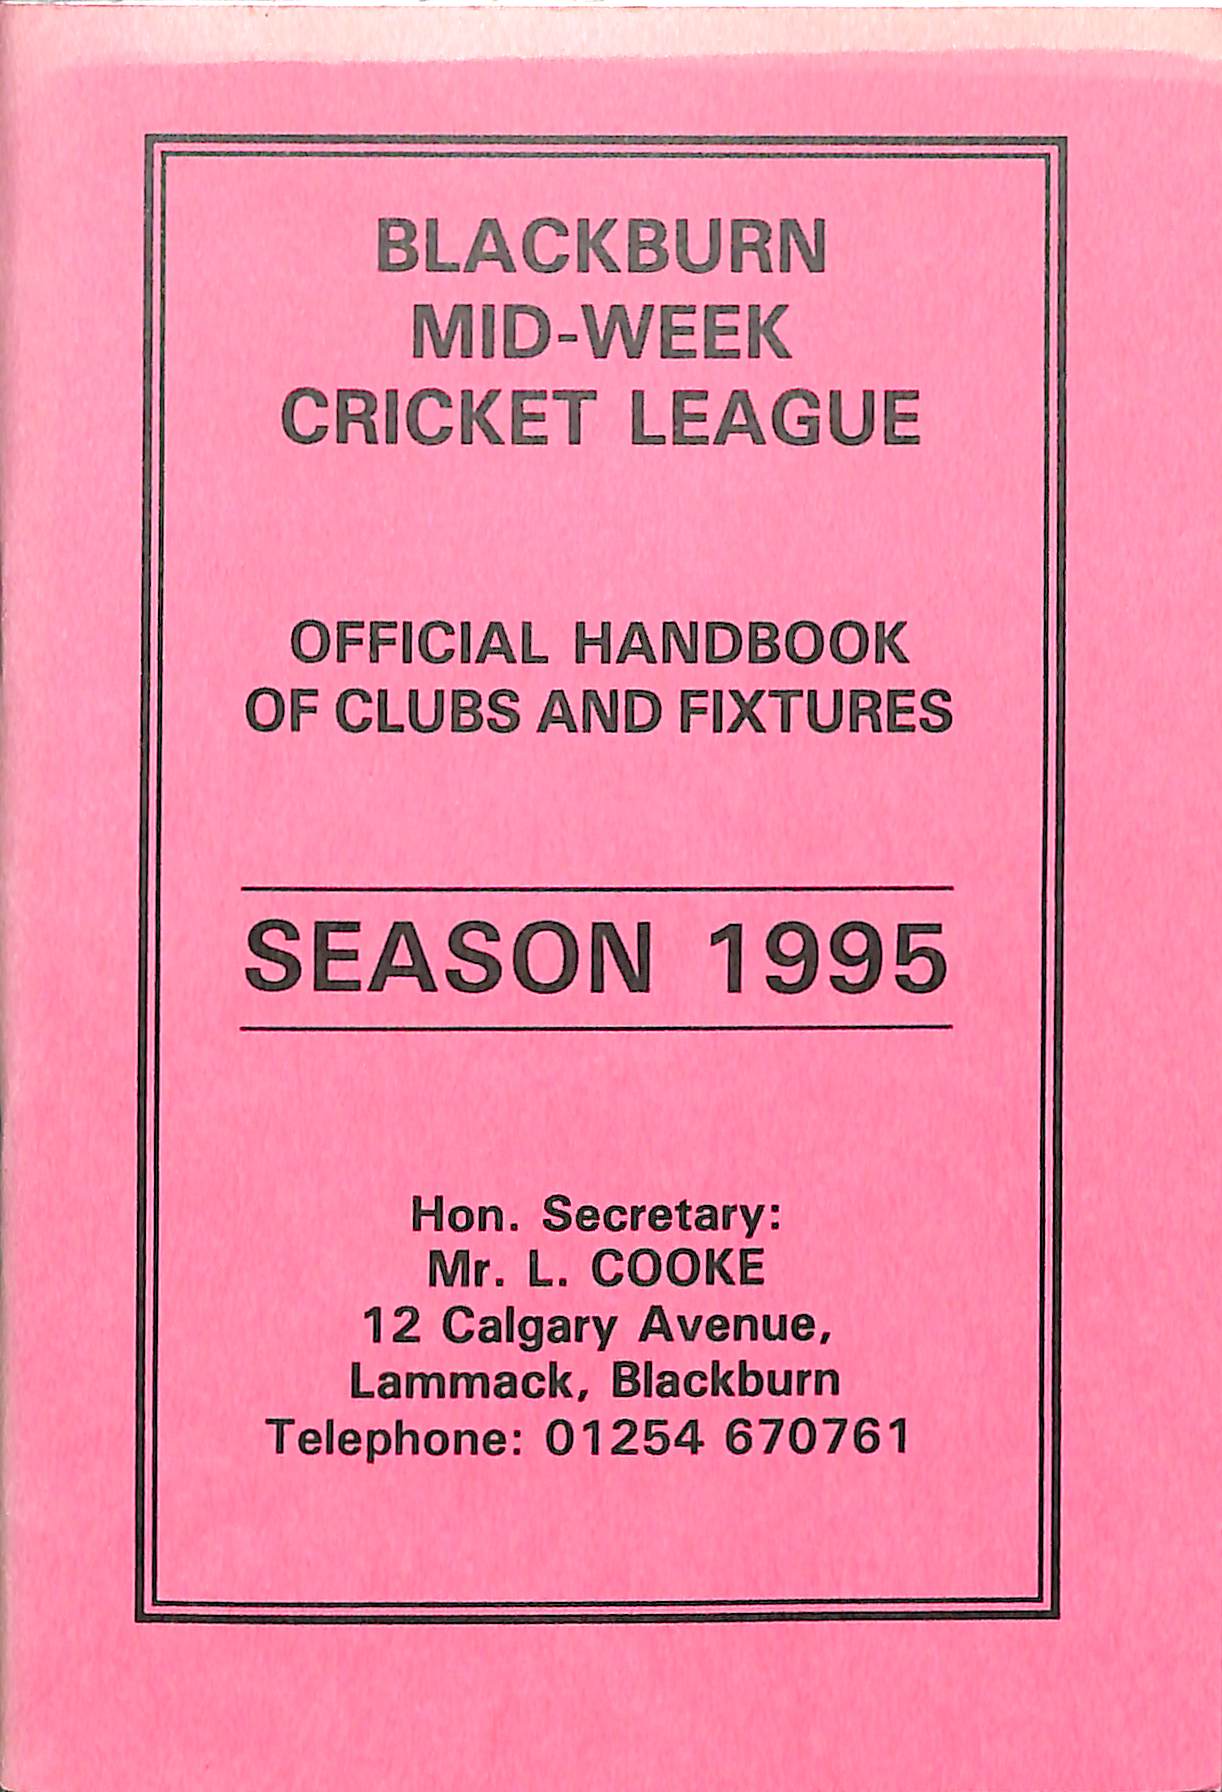 BLACKBURN
MID-WEEK
CRICKET LEAGUE
OFFICIAL HANDBOOK
OF CLUBS AND FIXTURES
SEASON 1995
Hon. Secretary:
Mr. L. COOKE
12 Calgary Avenue,
Lammack, Blackburn
Telephone: 01254 670761